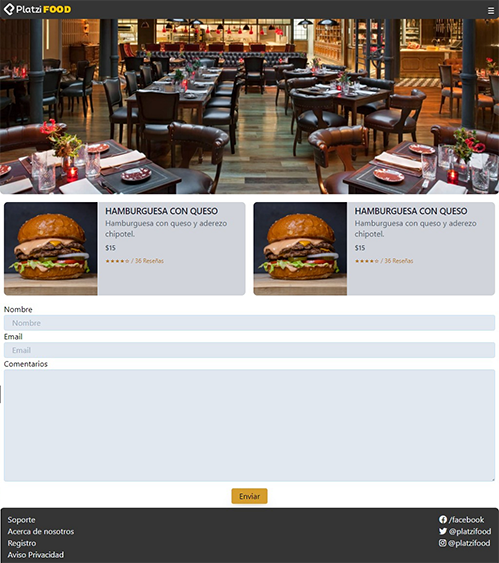 Platzi FOOD
HAMBURGUESA CON QUESO
Hamburguesa con queso y aderezo
chipotel.
$15
★★★★☆ / 36 Reseñas
HAMBURGUESA CON QUESO
Hamburguesa con queso y aderezo
chipotel.
$15
★★★★☆ / 36 Reseñas
Nombre
Nombre
Email
Email
Comentarios
Enviar
Soporte
Acerca de nosotros
Registro
Aviso Privacidad
/facebook
@platzifood
@platzifood